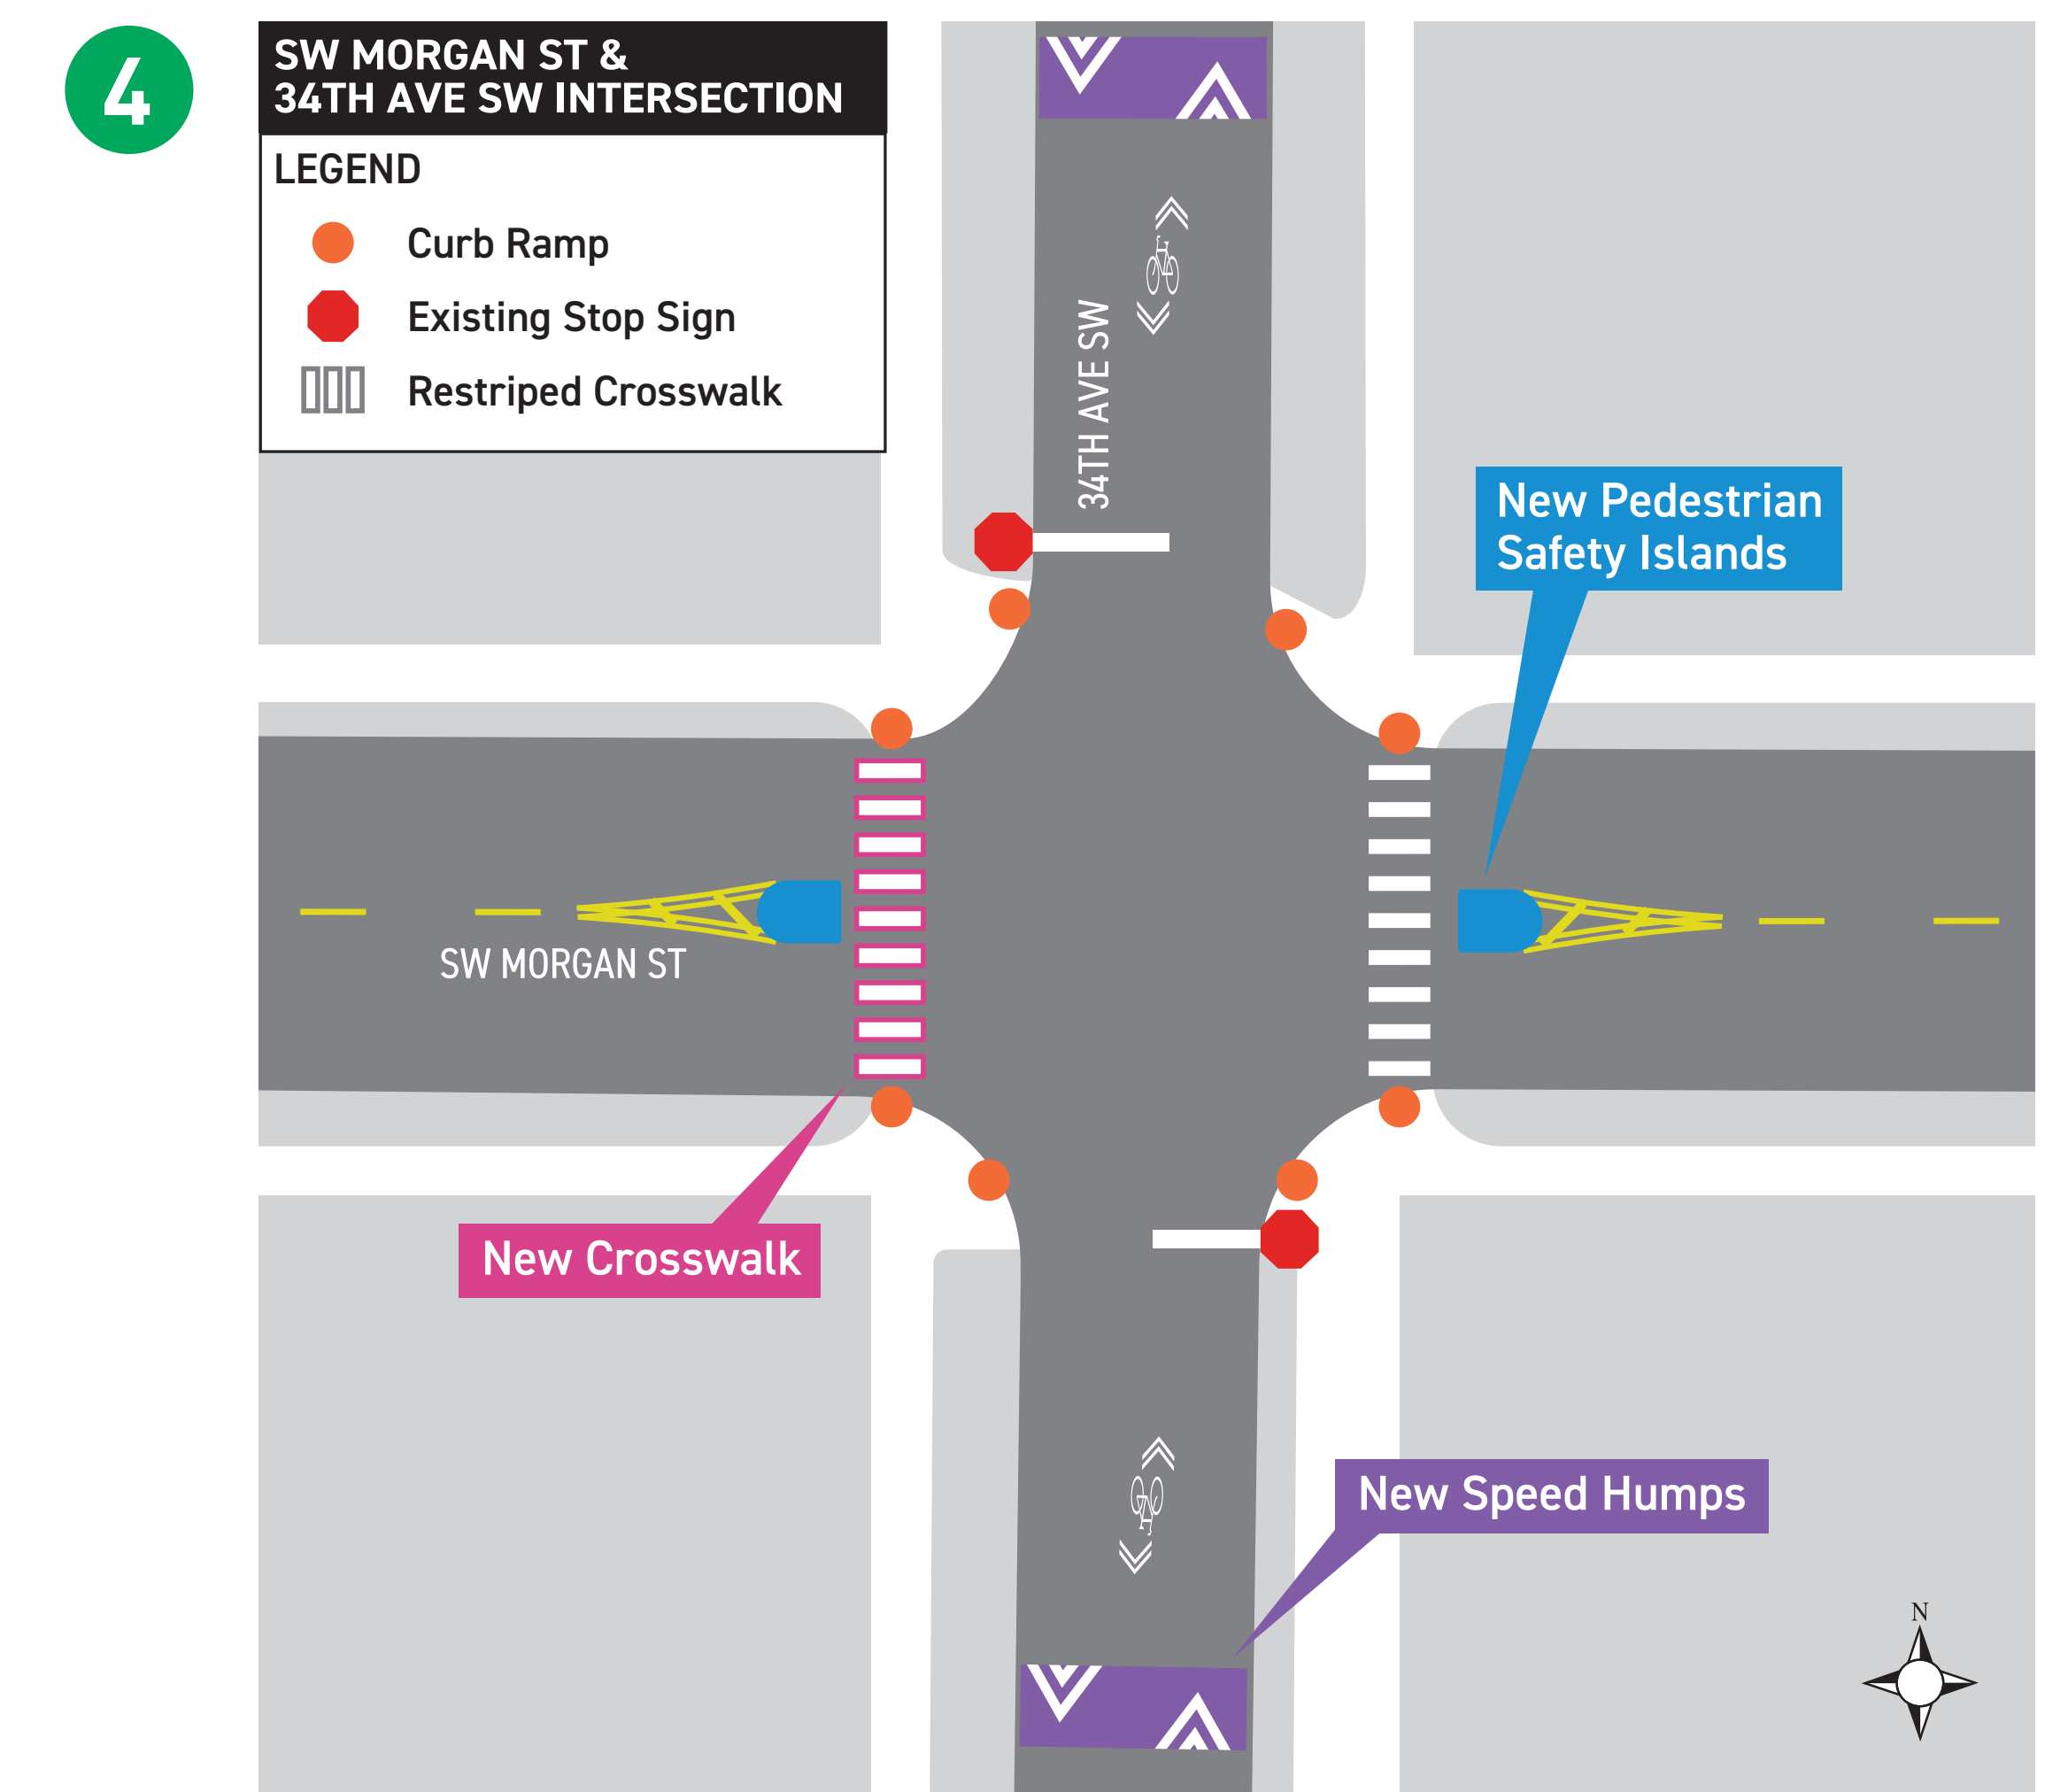 4
SW MORGAN ST &
34TH AVE SW INTERSECTION
LEGEND
Curb Ramp
Existing Stop Sign
Restriped Crosswalk
34TH AVE SW
New Pedestrian
Safety Islands
SW MORGAN ST
New Crosswalk
New Speed Humps
N